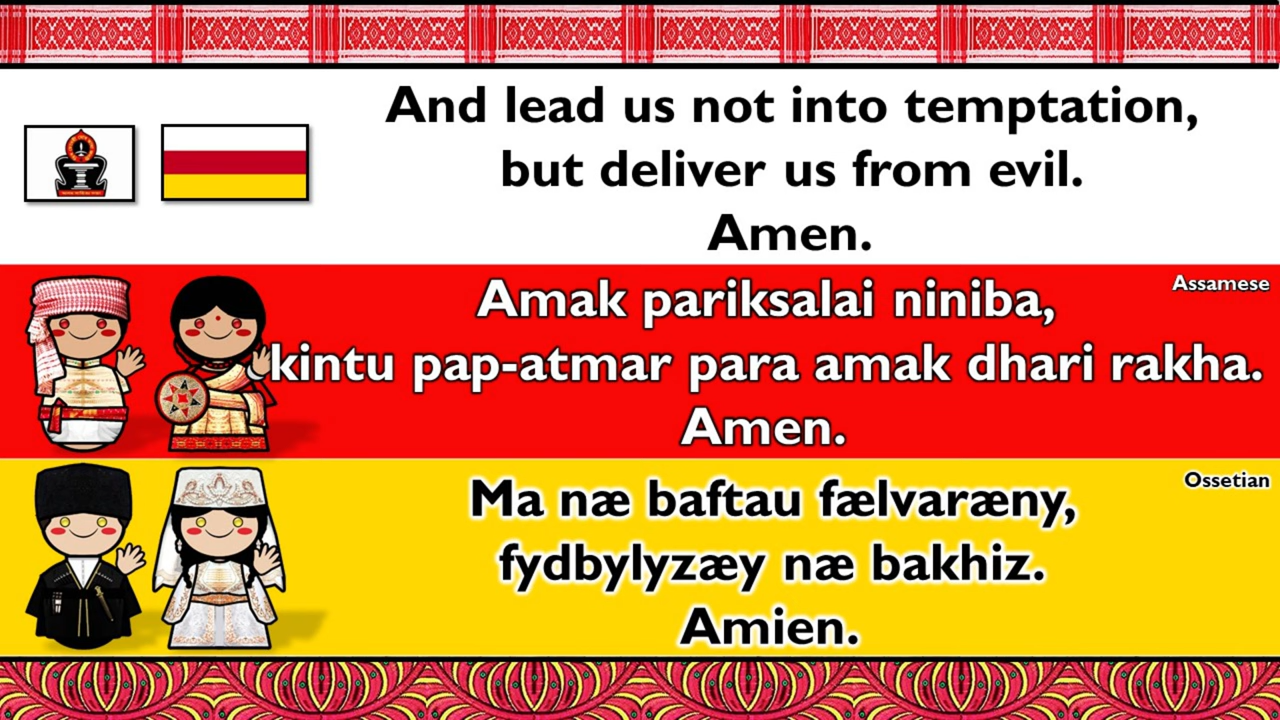 And lead us not into temptation,
but deliver us from evil.
Amen.
Assamese
Amak pariksalai niniba,
kintu pap-atmar para amak dhari rakha.
Amen.
Ossetian
Ma næ baftau fælvaræny,
fydbylyzæy næ bakhiz.
Amien.